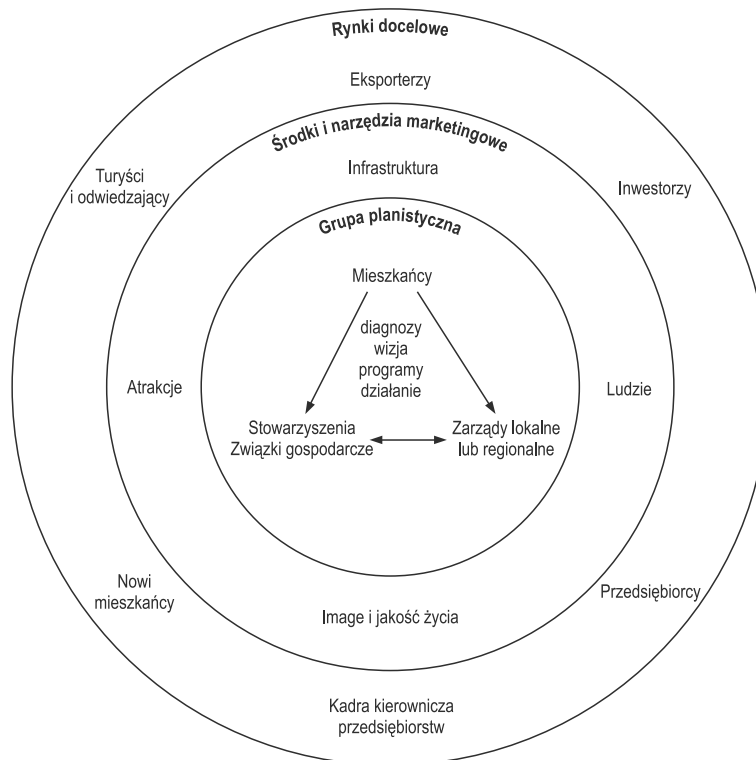 Rynki docelowe
Eksporterzy
Środki i narzędzia marketingowe
Infrastruktura
Turyści
i odwiedzający
Inwestorzy
Grupa planistyczna
Mieszkańcy
diagnozy
wizja
programy
działanie
Atrakcje
Ludzie
Stowarzyszenia
Związki gospodarcze
Zarządy lokalne
lub regionalne
Nowi
mieszkańcy
Przedsiębiorcy
Image i jakość życia
Kadra kierownicza
przedsiębiorstw